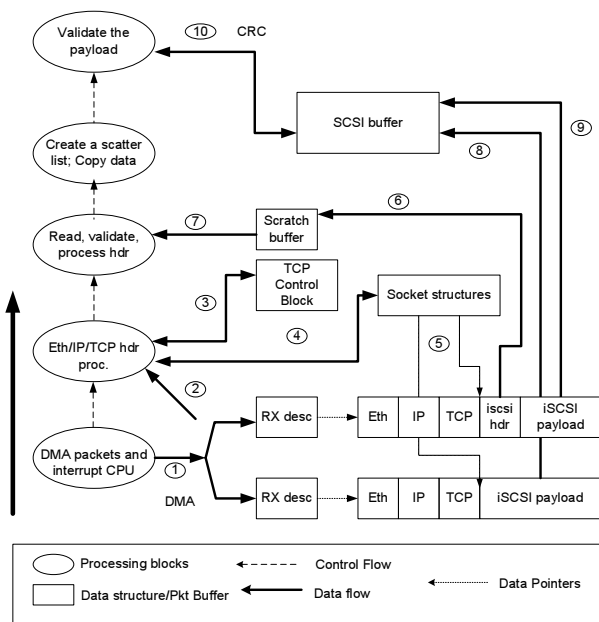 Validate the
payload
10
CRC
SCSI buffer
9
8
Create a scatter
list; Copy data
6
7
Scratch
buffer
Read, validate,
process hdr
TCP
Control
Block
3
Socket structures
4
5
Eth/IP/TCP hdr
proc.
2
RX desc
Eth
IP
TCP
iscsi
hdr
iSCSI
payload
DMA packets and
interrupt CPU
1
DMA
RX desc
Eth
IP
TCP
iSCSI payload
Processing blocks
Control Flow
Data structure/Pkt Buffer
Data flow
Data Pointers